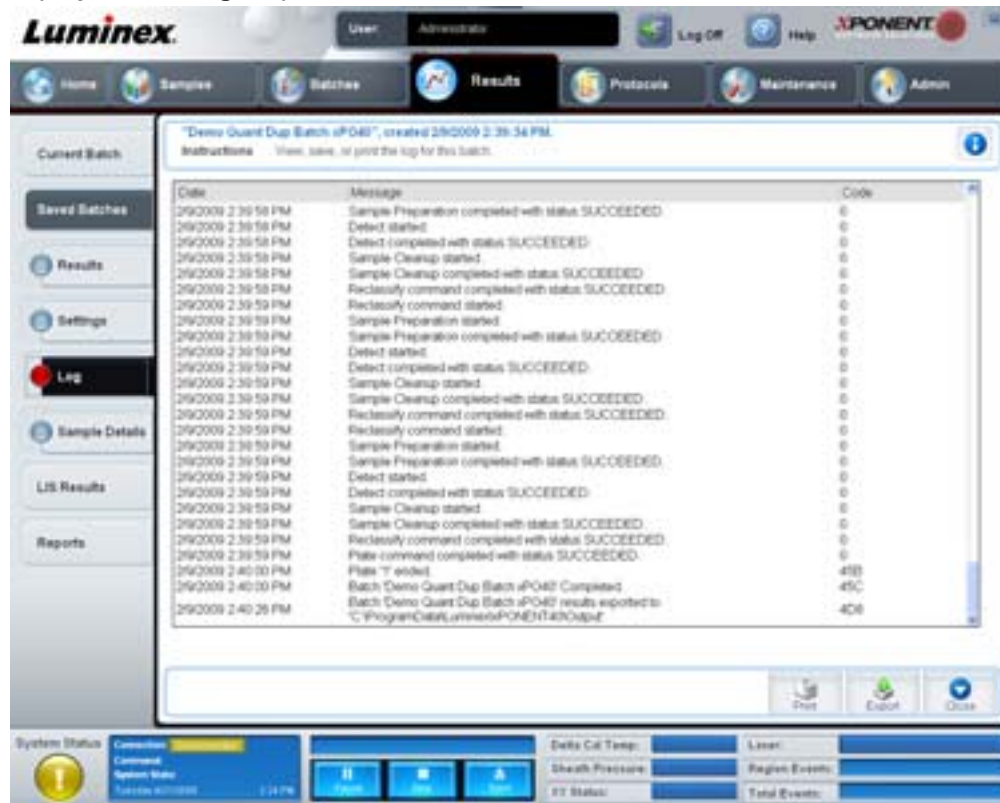 Luminex.
User: Administrator
Log Off
Help
XPONENT
Home
Samples
Batches
Results
Protocols
Maintenance
Admin
Current Batch
Saved Batches
Results
Settings
Log
Sample Details
LIS Results
Reports
"Demo Quant Dup Batch xPO40", created 2/9/2009 2:39:34 PM.
Instructions View, save, or print the log for this batch.
Date Message Code
2/9/2009 2:39:58 PM Sample Preparation completed with status SUCCEEDED. 0
2/9/2009 2:39:58 PM Detect started. 0
2/9/2009 2:39:58 PM Detect completed with status SUCCEEDED. 0
2/9/2009 2:39:58 PM Sample Cleanup started. 0
2/9/2009 2:39:58 PM Sample Cleanup completed with status SUCCEEDED. 0
2/9/2009 2:39:58 PM Reclassify command completed with status SUCCEEDED. 0
2/9/2009 2:39:59 PM Reclassify command started. 0
2/9/2009 2:39:59 PM Sample Preparation started. 0
2/9/2009 2:39:59 PM Sample Preparation completed with status SUCCEEDED. 0
2/9/2009 2:39:59 PM Detect started. 0
2/9/2009 2:39:59 PM Detect completed with status SUCCEEDED. 0
2/9/2009 2:39:59 PM Sample Cleanup started. 0
2/9/2009 2:39:59 PM Sample Cleanup completed with status SUCCEEDED. 0
2/9/2009 2:39:59 PM Reclassify command completed with status SUCCEEDED. 0
2/9/2009 2:39:59 PM Reclassify command started. 0
2/9/2009 2:39:59 PM Sample Preparation started. 0
2/9/2009 2:39:59 PM Sample Preparation completed with status SUCCEEDED. 0
2/9/2009 2:39:59 PM Detect started. 0
2/9/2009 2:39:59 PM Detect completed with status SUCCEEDED. 0
2/9/2009 2:39:59 PM Sample Cleanup started. 0
2/9/2009 2:39:59 PM Sample Cleanup completed with status SUCCEEDED. 0
2/9/2009 2:39:59 PM Reclassify command completed with status SUCCEEDED. 0
2/9/2009 2:39:59 PM Plate command completed with status SUCCEEDED. 0
2/9/2009 2:40:00 PM Plate '1' ended. 45B
2/9/2009 2:40:00 PM Batch 'Demo Quant Dup Batch xPO40' Completed. 45C
2/9/2009 2:40:26 PM Batch 'Demo Quant Dup Batch xPO40' results exported to 4D8
'C:\ProgramData\Luminex\xPONENT40\Output'
Print
Export
Close
System Status
Connection
Command
System State
Pause
Stop
Eject
Delta Cal Temp:
Sheath Pressure:
XY Status:
Laser:
Region Events:
Total Events: